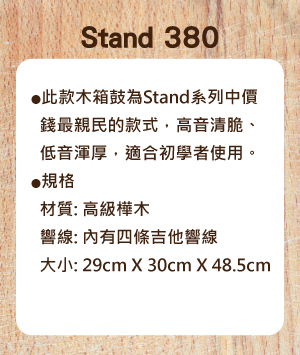 Stand 380
●此款木箱鼓為Stand系列中價
錢最親民的款式，高音清脆、
低音渾厚，適合初學者使用。
●規格
材質: 高級樺木
響線: 內有四條吉他響線
大小: 29cm X 30cm X 48.5cm